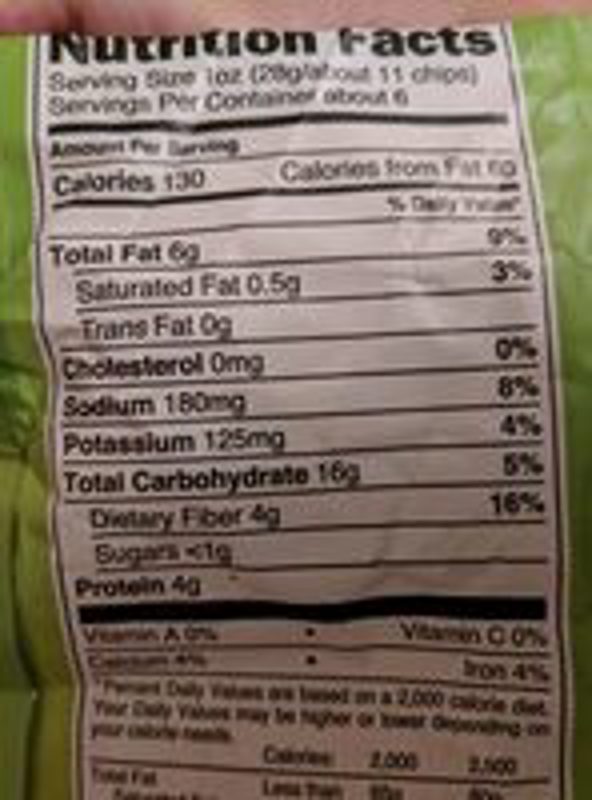 Nutrition Facts
Serving Size 1oz (28g/about 11 chips)
Servings Per Container about 6
Amount Per Serving
Calories 130 Calories from Fat
% Daily Value*
Total Fat 6g 9%
Saturated Fat 0.5g 3%
Trans Fat 0g
Cholesterol 0mg 0%
Sodium 180mg 8%
Potassium 125mg 4%
Total Carbohydrate 16g 5%
Dietary Fiber 4g 16%
Sugars <1g
Protein 4g
Vitamin A 0% • Vitamin C 0%
Calcium 4% • Iron 4%
*Percent Daily Values are based on a 2,000 calorie diet.
Your Daily Values may be higher or lower depending on
your calorie needs.
Calories 2,000 2,500
Total Fat Less than 80g